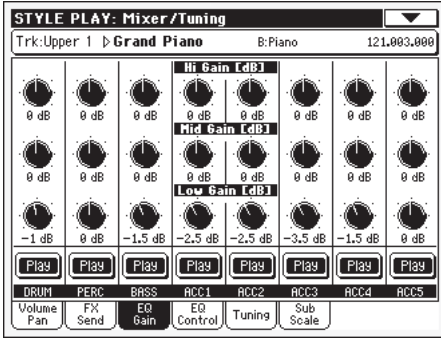 STYLE PLAY: Mixer/Tuning
Trk:Upper 1 Grand Piano B:Piano 121.003.000
Hi Gain [dB]
0 dB 0 dB 0 dB 0 dB 0 dB 0 dB 0 dB 0 dB
Mid Gain [dB]
0 dB 0 dB 0 dB 0 dB 0 dB 0 dB 0 dB 0 dB
Low Gain [dB]
-1 dB 0 dB -1.5 dB -2.5 dB -2.5 dB -3.5 dB -1.5 dB 0 dB
Play Play Play Play Play Play Play Play
DRUM PERC BASS ACC1 ACC2 ACC3 ACC4 ACC5
Volume Pan
FX Send
EQ Gain
EQ Control
Tuning
Sub Scale